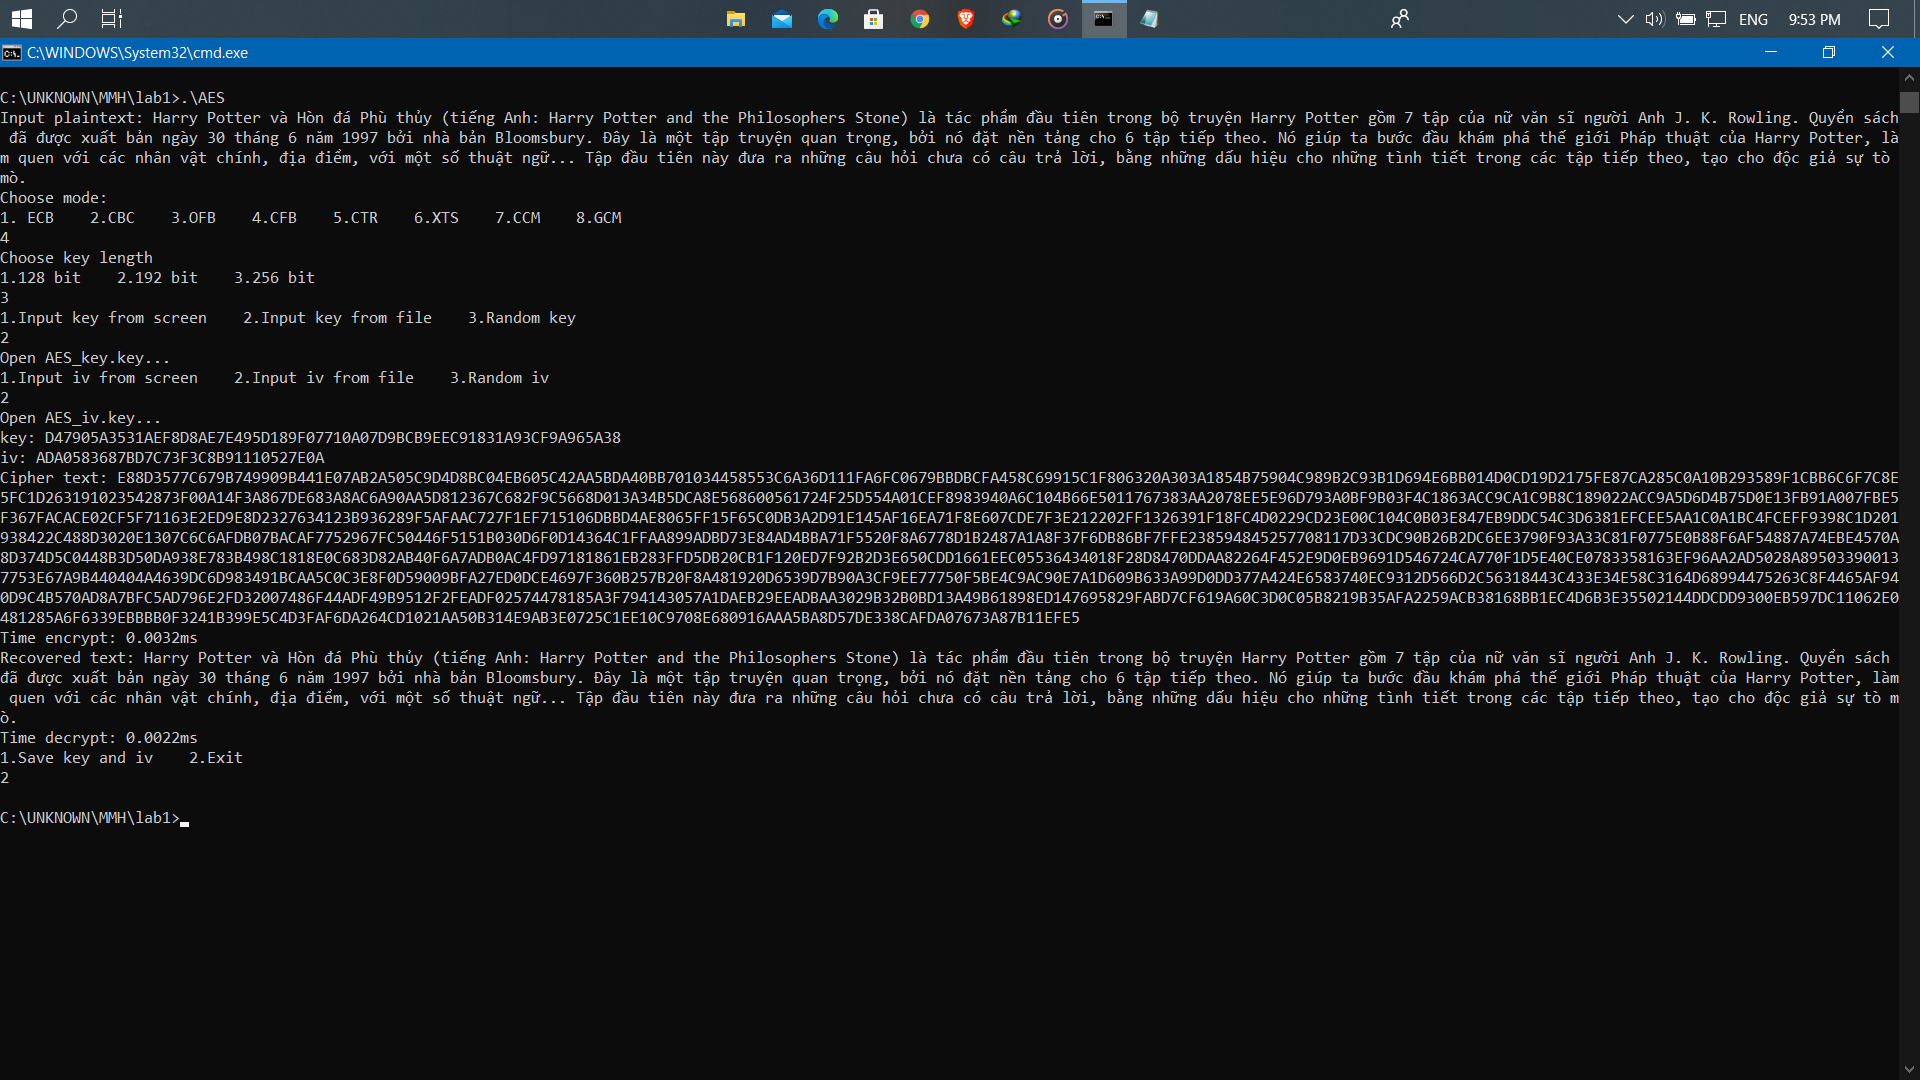 ENG
9:53 PM
C:\WINDOWS\System32\cmd.exe
C:\UNKNOWN\MMH\lab1>.\AES
Input plaintext: Harry Potter và Hòn đá Phù thủy (tiếng Anh: Harry Potter and the Philosophers Stone) là tác phẩm đầu tiên trong bộ truyện Harry Potter gồm 7 tập của nữ văn sĩ người Anh J. K. Rowling. Quyển sách
đã được xuất bản ngày 30 tháng 6 năm 1997 bởi nhà bản Bloomsbury. Đây là một tập truyện quan trọng, bởi nó đặt nền tảng cho 6 tập tiếp theo. Nó giúp ta bước đầu khám phá thế giới Pháp thuật của Harry Potter, là
m quen với các nhân vật chính, địa điểm, với một số thuật ngữ... Tập đầu tiên này đưa ra những câu hỏi chưa có câu trả lời, bằng những dấu hiệu cho những tình tiết trong các tập tiếp theo, tạo cho độc giả sự tò
mò.
Choose mode:
1. ECB    2.CBC    3.OFB    4.CFB    5.CTR    6.XTS    7.CCM    8.GCM
4
Choose key length
1.128 bit    2.192 bit    3.256 bit
3
1.Input key from screen    2.Input key from file    3.Random key
2
Open AES_key.key...
1.Input iv from screen    2.Input iv from file    3.Random iv
2
Open AES_iv.key...
key: D47905A3531AEF8D8AE7E495D189F07710A07D9BCB9EEC91831A93CF9A965A38
iv: ADA0583687BD7C73F3C8B91110527E0A
Cipher text: E88D3577C679B749909B441E07AB2A505C9D4D8BC04EB605C42AA5BDA40BB701034458553C6A36D111FA6FC0679BBDBCFA458C69915C1F806320A303A1854B75904C989B2C93B1D694E6BB014D0CD19D2175FE87CA285C0A10B293589F1CBB6C6F7C8E
5FC1D263191023542873F00A14F3A867DE683A8AC6A90AA5D812367C682F9C5668D013A34B5DCA8E568600561724F25D554A01CEF8983940A6C104B66E5011767383AA2078EE5E96D793A0BF9B03F4C1863ACC9CA1C9B8C189022ACC9A5D6D4B75D0E13FB91A007FBE5
F367FACACE02CF5F71163E2ED9E8D2327634123B936289F5AFAAC727F1EF715106DBBD4AE8065FF15F65C0DB3A2D91E145AF16EA71F8E607CDE7F3E212202FF1326391F18FC4D0229CD23E00C104C0B03E847EB9DDC54C3D6381EFCEE5AA1C0A1BC4FCEFF9398C1D201
938422C488D3020E1307C6C6AFDB07BACAF7752967FC50446F5151B030D6F0D14364C1FFAA899ADBD73E84AD4BBA71F5520F8A6778D1B2487A1A8F37F6DB86BF7FFE238594845257708117D33CDC90B26B2DC6EE3790F93A33C81F0775E0B88F6AF54887A74EBE4570A
8D374D5C0448B3D50DA938E783B498C1818E0C683D82AB40F6A7ADB0AC4FD97181861EB283FFD5DB20CB1F120ED7F92B2D3E650CDD1661EEC05536434018F28D8470DDAA82264F452E9D0EB9691D546724CA770F1D5E40CE0783358163EF96AA2AD5028A89503390013
7753E67A9B440404A4639DC6D983491BCAA5C0C3E8F0D59009BFA27ED0DCE4697F360B257B20F8A481920D6539D7B90A3CF9EE77750F5BE4C9AC90E7A1D609B633A99D0DD377A424E6583740EC9312D566D2C56318443C433E34E58C3164D68994475263C8F4465AF94
0D9C4B570AD8A7BFC5AD796E2FD32007486F44ADF49B9512F2FEADF02574478185A3F794143057A1DAEB29EEADBAA3029B32B0BD13A49B61898ED147695829FABD7CF619A60C3D0C05B8219B35AFA2259ACB38168BB1EC4D6B3E35502144DDCDD9300EB597DC11062E0
481285A6F6339EBBBB0F3241B399E5C4D3FAF6DA264CD1021AA50B314E9AB3E0725C1EE10C9708E680916AAA5BA8D57DE338CAFDA07673A87B11EFE5
Time encrypt: 0.0032ms
Recovered text: Harry Potter và Hòn đá Phù thủy (tiếng Anh: Harry Potter and the Philosophers Stone) là tác phẩm đầu tiên trong bộ truyện Harry Potter gồm 7 tập của nữ văn sĩ người Anh J. K. Rowling. Quyển sách
đã được xuất bản ngày 30 tháng 6 năm 1997 bởi nhà bản Bloomsbury. Đây là một tập truyện quan trọng, bởi nó đặt nền tảng cho 6 tập tiếp theo. Nó giúp ta bước đầu khám phá thế giới Pháp thuật của Harry Potter, làm
quen với các nhân vật chính, địa điểm, với một số thuật ngữ... Tập đầu tiên này đưa ra những câu hỏi chưa có câu trả lời, bằng những dấu hiệu cho những tình tiết trong các tập tiếp theo, tạo cho độc giả sự tò m
ò.
Time decrypt: 0.0022ms
1.Save key and iv    2.Exit
2
C:\UNKNOWN\MMH\lab1>